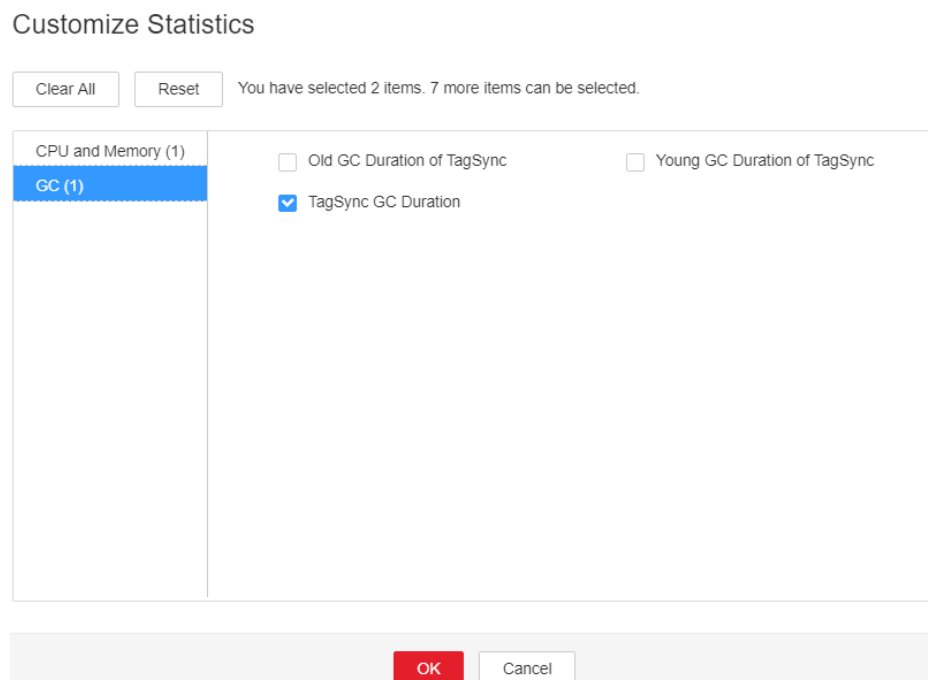 Customize Statistics
Clear All Reset You have selected 2 items. 7 more items can be selected.
CPU and Memory (1)
GC (1)
Old GC Duration of TagSync Young GC Duration of TagSync
TagSync GC Duration
OK Cancel